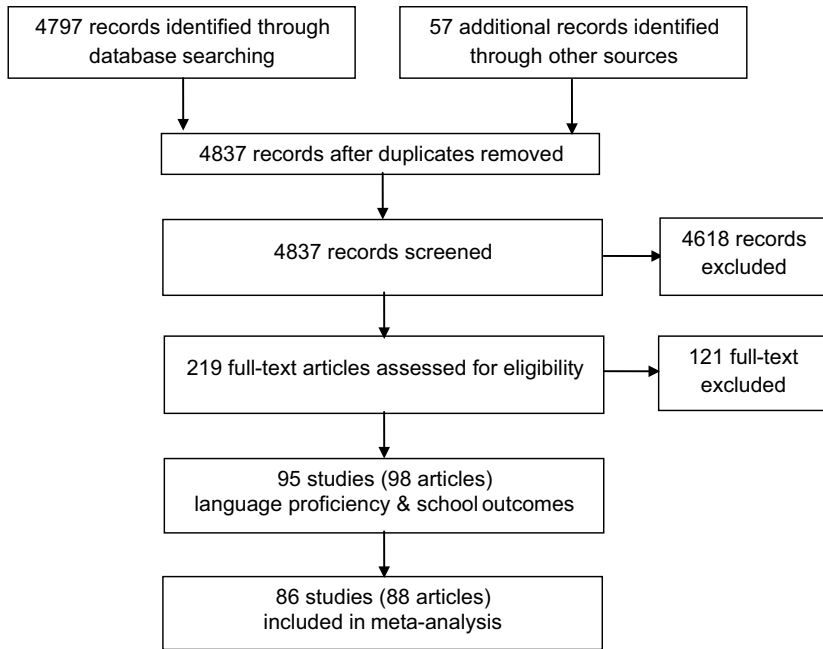 4797 records identified through
database searching
57 additional records identified
through other sources
4837 records after duplicates removed
4837 records screened
4618 records
excluded
219 full-text articles assessed for eligibility
121 full-text
excluded
95 studies (98 articles)
language proficiency & school outcomes
86 studies (88 articles)
included in meta-analysis